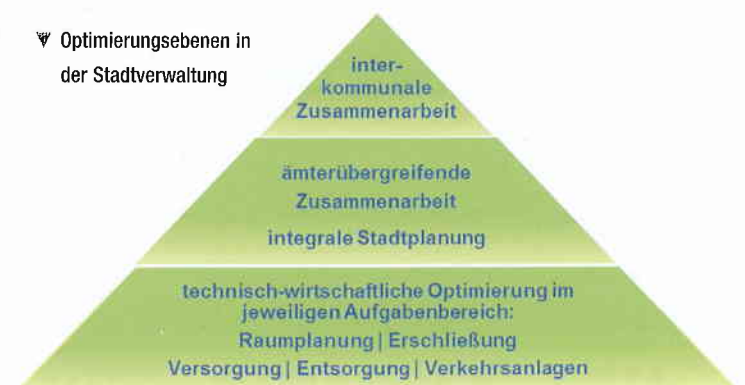 Optimierungsebenen in
der Stadtverwaltung
inter-
kommunale
Zusammenarbeit
ämterübergreifende
Zusammenarbeit
integrale Stadtplanung
technisch-wirtschaftliche Optimierung im
jeweiligen Aufgabenbereich:
Raumplanung | Erschließung
Versorgung | Entsorgung | Verkehrsanlagen